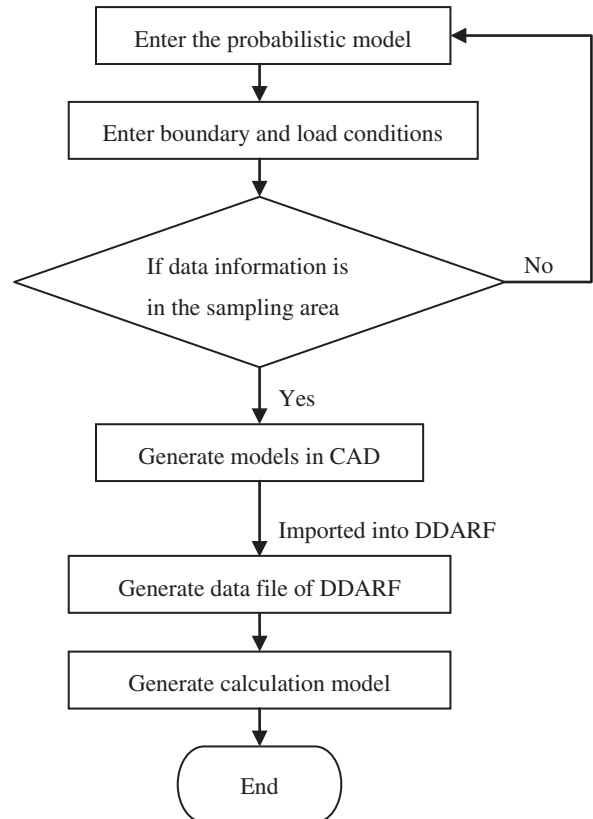 Enter the probabilistic model
Enter boundary and load conditions
If data information is
in the sampling area
No
Yes
Generate models in CAD
Imported into DDARF
Generate data file of DDARF
Generate calculation model
End